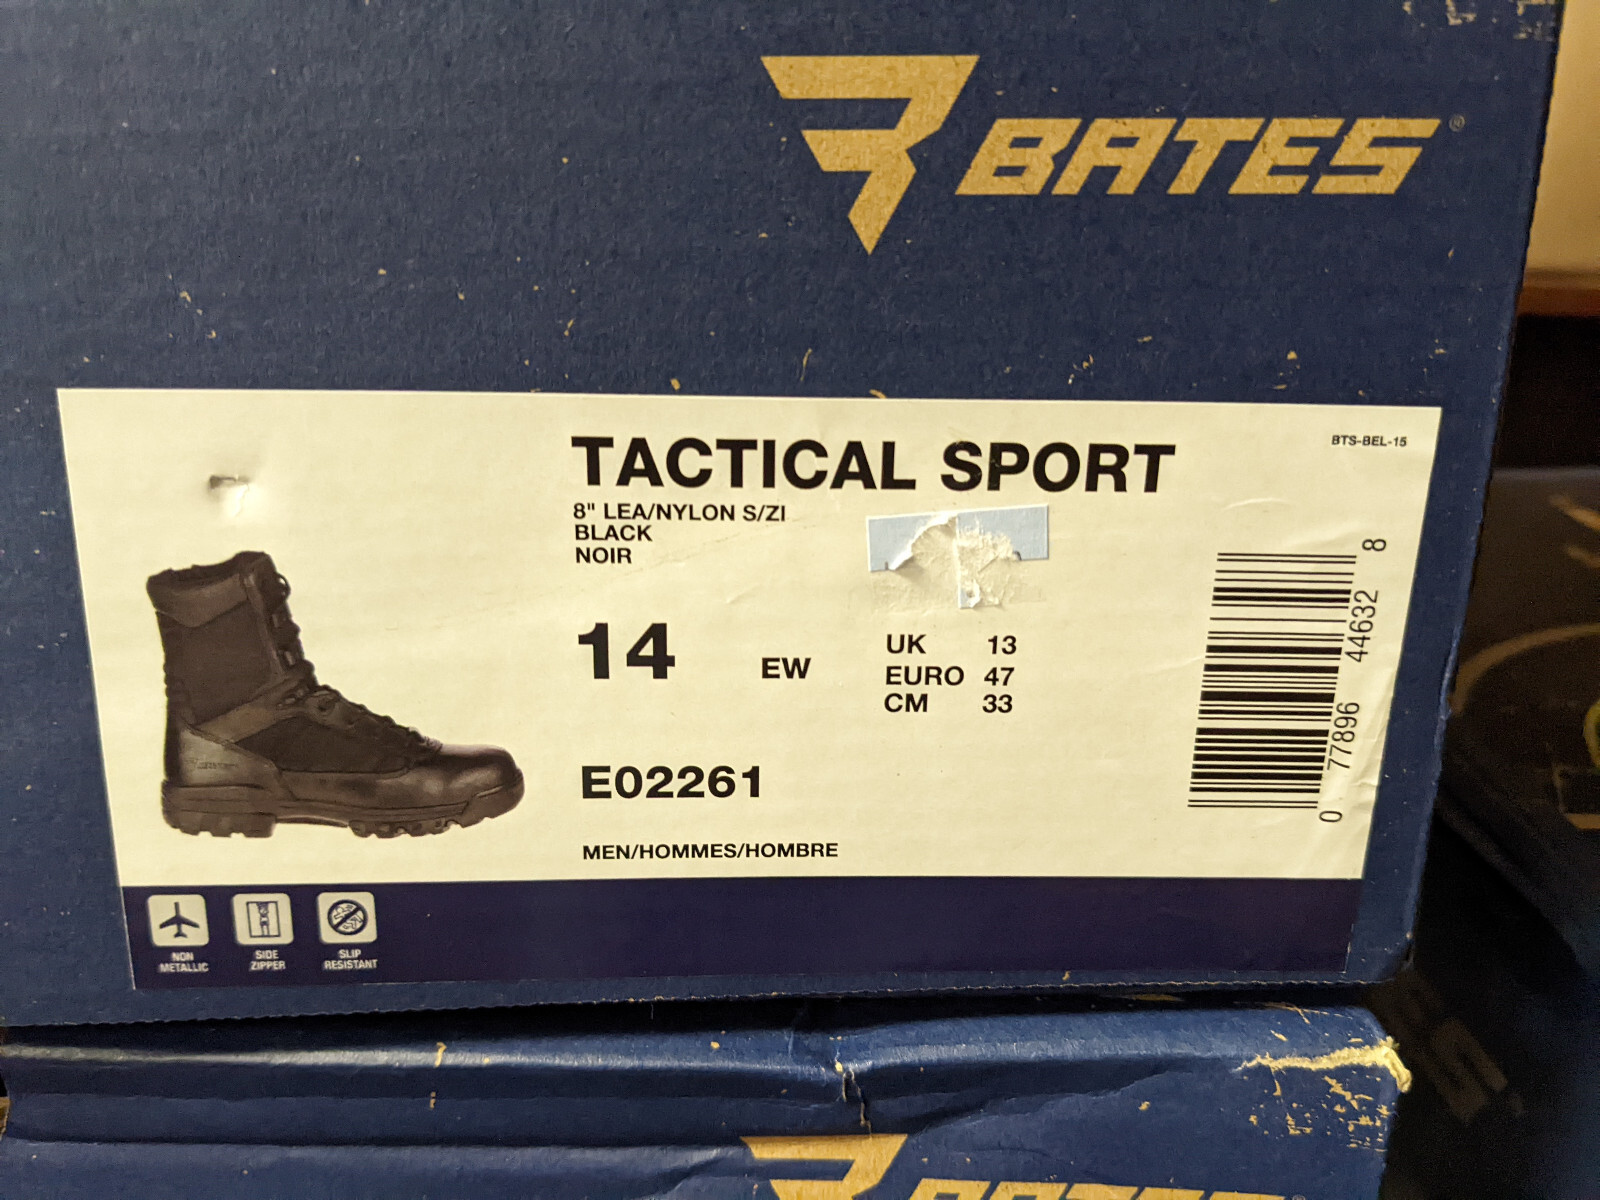 BATES®
BTS-BEL-15
TACTICAL SPORT
8" LEA/NYLON S/ZI
BLACK
NOIR
14 EW
UK 13
EURO 47
CM 33
E02261
MEN/HOMMES/HOMBRE
0 77896 44632 8
NON METALLIC
SIDE ZIPPER
SLIP RESISTANT
BATES